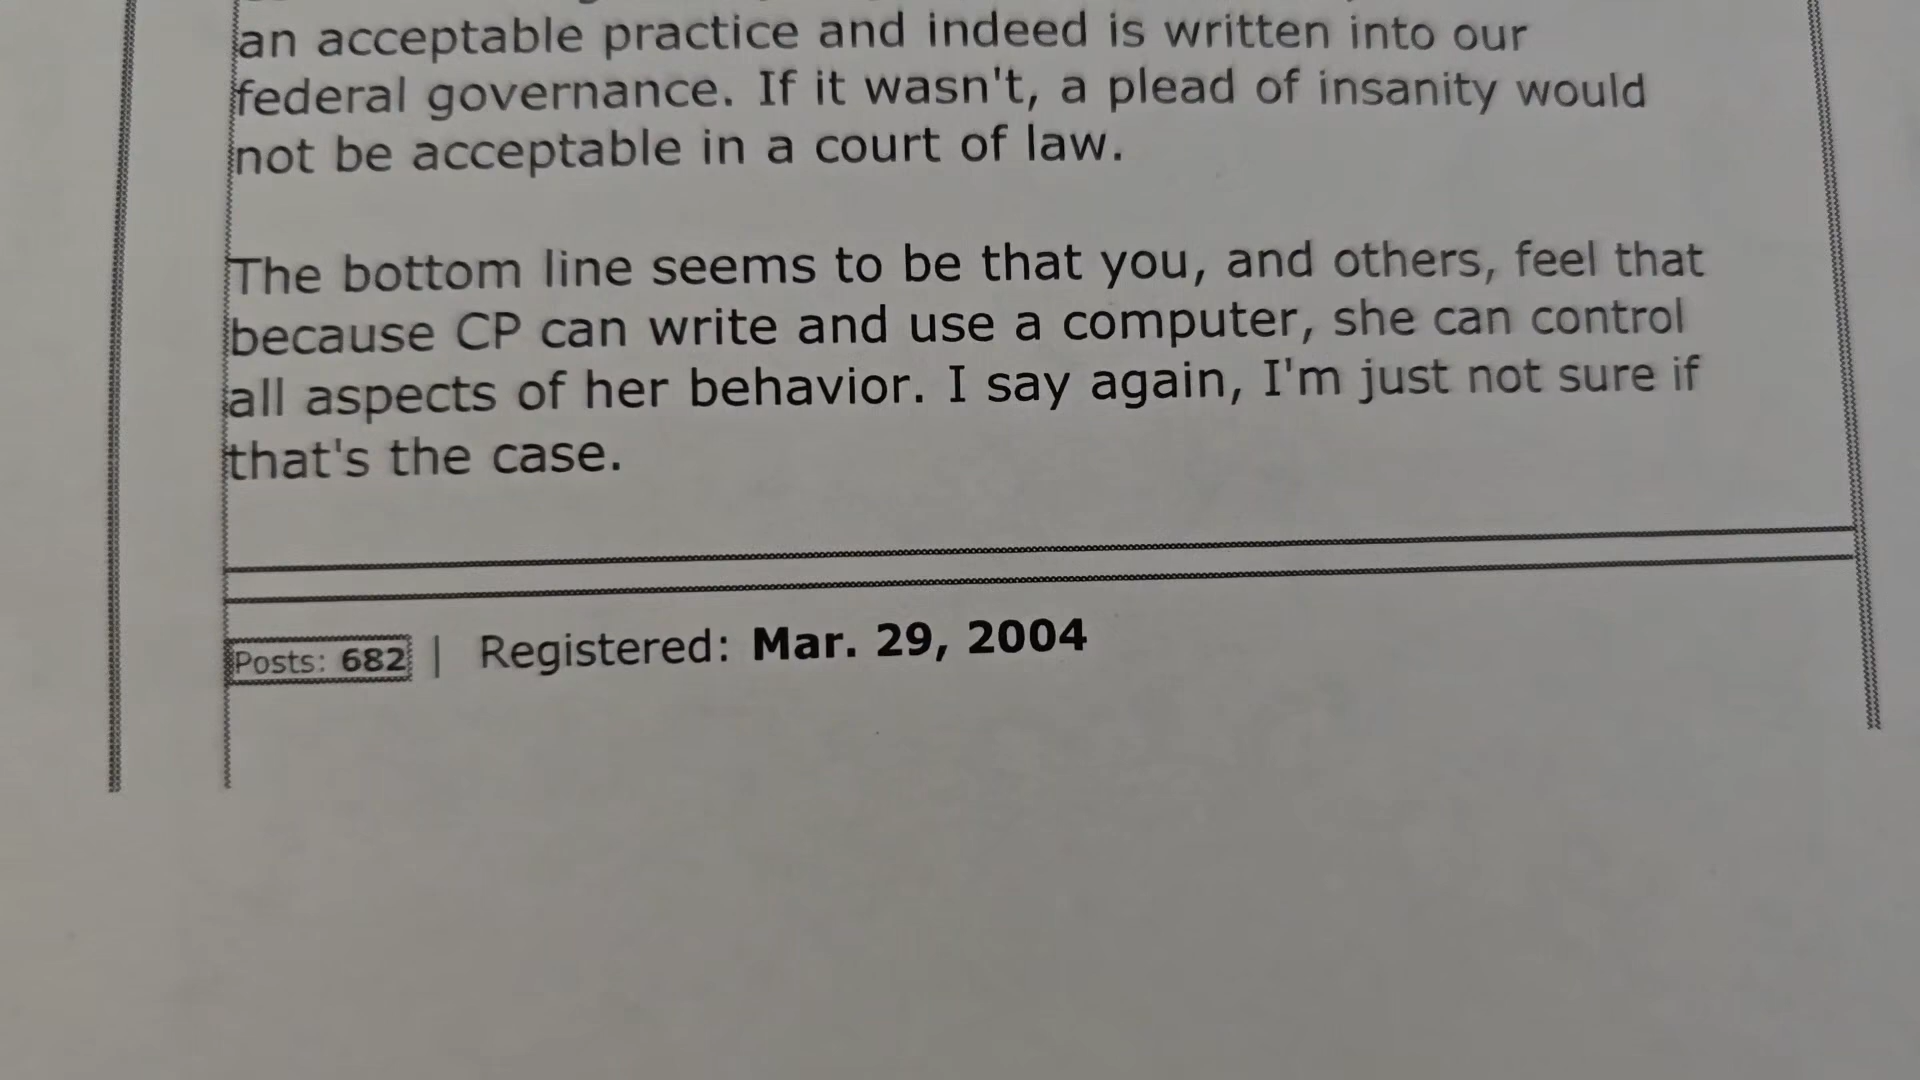 an acceptable practice and indeed is written into our
federal governance. If it wasn't, a plead of insanity would
not be acceptable in a court of law.
The bottom line seems to be that you, and others, feel that
because CP can write and use a computer, she can control
all aspects of her behavior. I say again, I'm just not sure if
that's the case.
Posts: 682 | Registered: Mar. 29, 2004